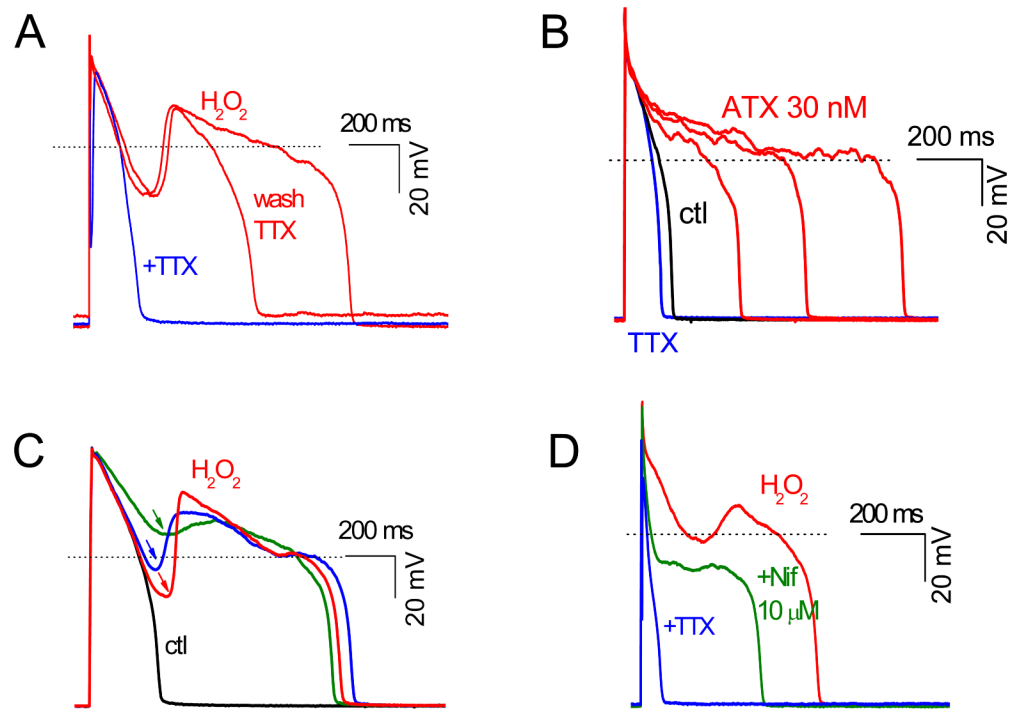 A
H₂O₂
200 ms
20 mV
wash
TTX
+TTX
B
ATX 30 nM
200 ms
20 mV
ctl
TTX
C
H₂O₂
200 ms
20 mV
ctl
D
H₂O₂
200 ms
20 mV
+Nif
10 μM
+TTX